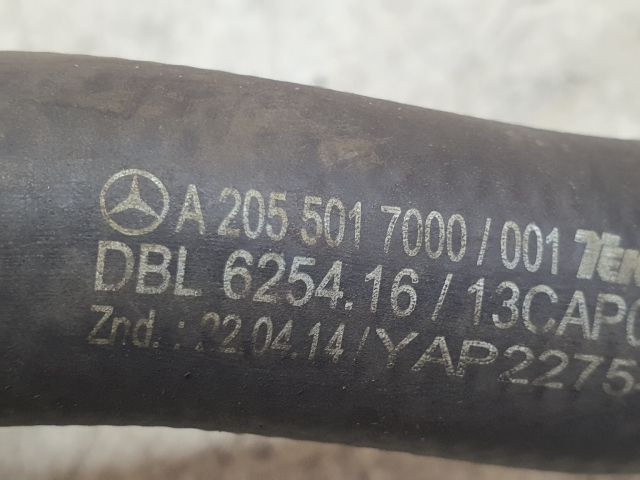 A 205 501 7000 / 001
DBL 6254.16 / 13CAP
Znd. : 22.04.14 / YAP2275